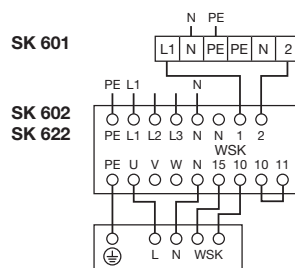 N PE
SK 601
L1 N PE PE N 2
PE L1 N
SK 602
SK 622
PE L1 L2 L3 N N 1 2
WSK
PE U V W N 15 10 10 11
L N WSK